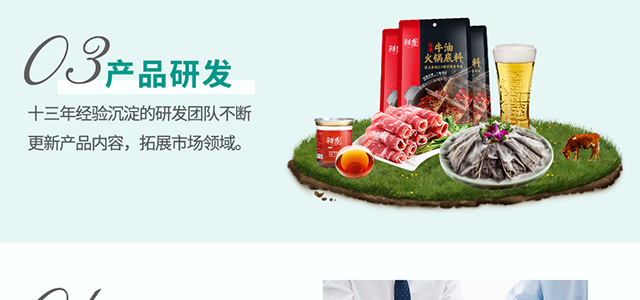 03 产品研发
十三年经验沉淀的研发团队不断
更新产品内容，拓展市场领域。
牛油
火锅底料